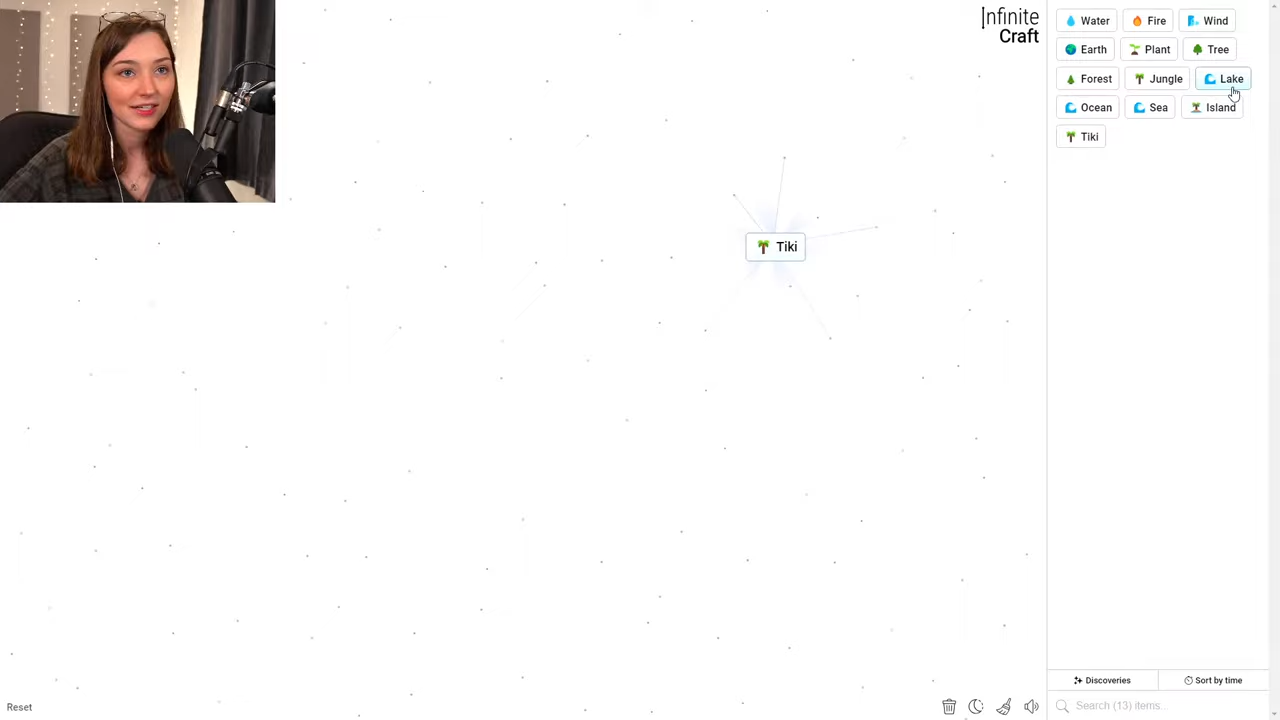 Infinite
Craft
Water
Fire
Wind
Earth
Plant
Tree
Forest
Jungle
Lake
Ocean
Sea
Island
Tiki
Tiki
Discoveries
Sort by time
Reset
Search (13) items...